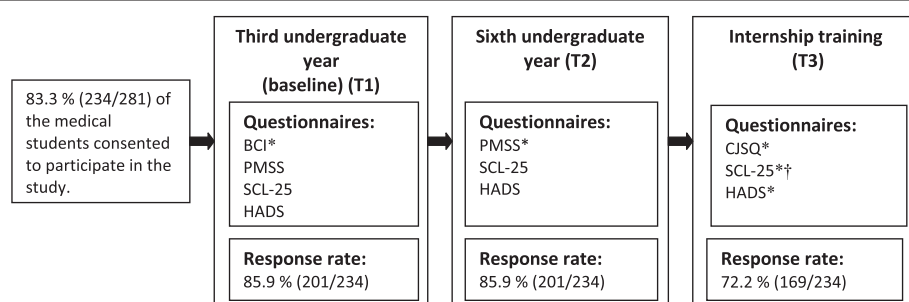 83.3 % (234/281) of
the medical
students consented
to participate in the
study.
Third undergraduate
year
(baseline) (T1)
Questionnaires:
BCI*
PMSS
SCL-25
HADS
Response rate:
85.9 % (201/234)
Sixth undergraduate
year (T2)
Questionnaires:
PMSS*
SCL-25
HADS
Response rate:
85.9 % (201/234)
Internship training
(T3)
Questionnaires:
CJSQ*
SCL-25*†
HADS*
Response rate:
72.2 % (169/234)